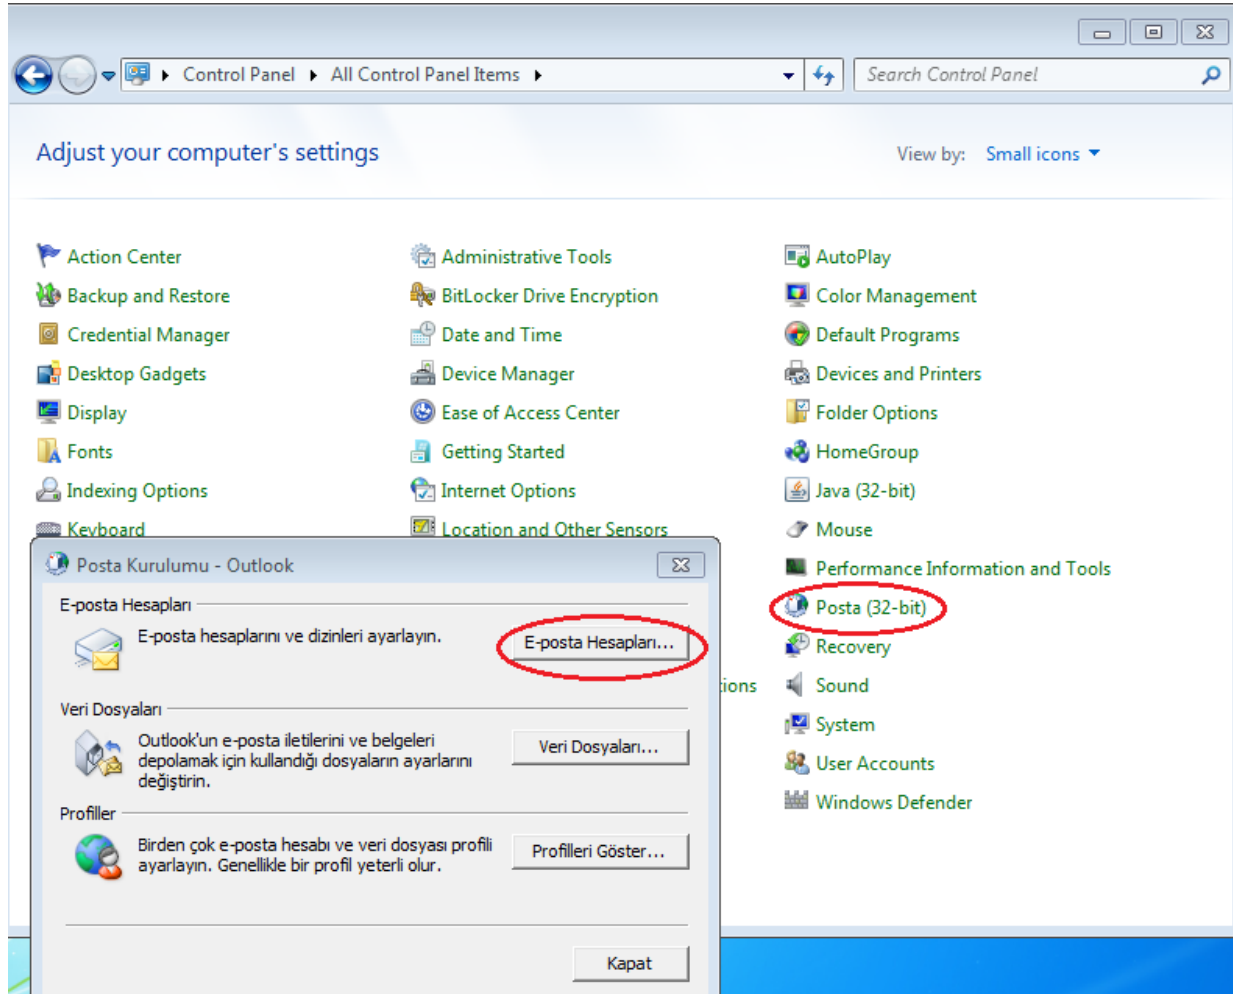 Control Panel
All Control Panel Items
Search Control Panel
Adjust your computer's settings
View by: Small icons
Action Center
Administrative Tools
AutoPlay
Backup and Restore
BitLocker Drive Encryption
Color Management
Credential Manager
Date and Time
Default Programs
Desktop Gadgets
Device Manager
Devices and Printers
Display
Ease of Access Center
Folder Options
Fonts
Getting Started
HomeGroup
Indexing Options
Internet Options
Java (32-bit)
Keyboard
Location and Other Sensors
Mouse
Performance Information and Tools
Posta (32-bit)
Recovery
Sound
System
User Accounts
Windows Defender
Posta Kurulumu - Outlook
E-posta Hesapları
E-posta hesaplarını ve dizinleri ayarlayın.
E-posta Hesapları...
Veri Dosyaları
Outlook'un e-posta iletilerini ve belgeleri
depolamak için kullandığı dosyaların ayarlarını
değiştirin.
Veri Dosyaları...
Profiller
Birden çok e-posta hesabı ve veri dosyası profili
ayarlayın. Genellikle bir profil yeterli olur.
Profilleri Göster...
Kapat